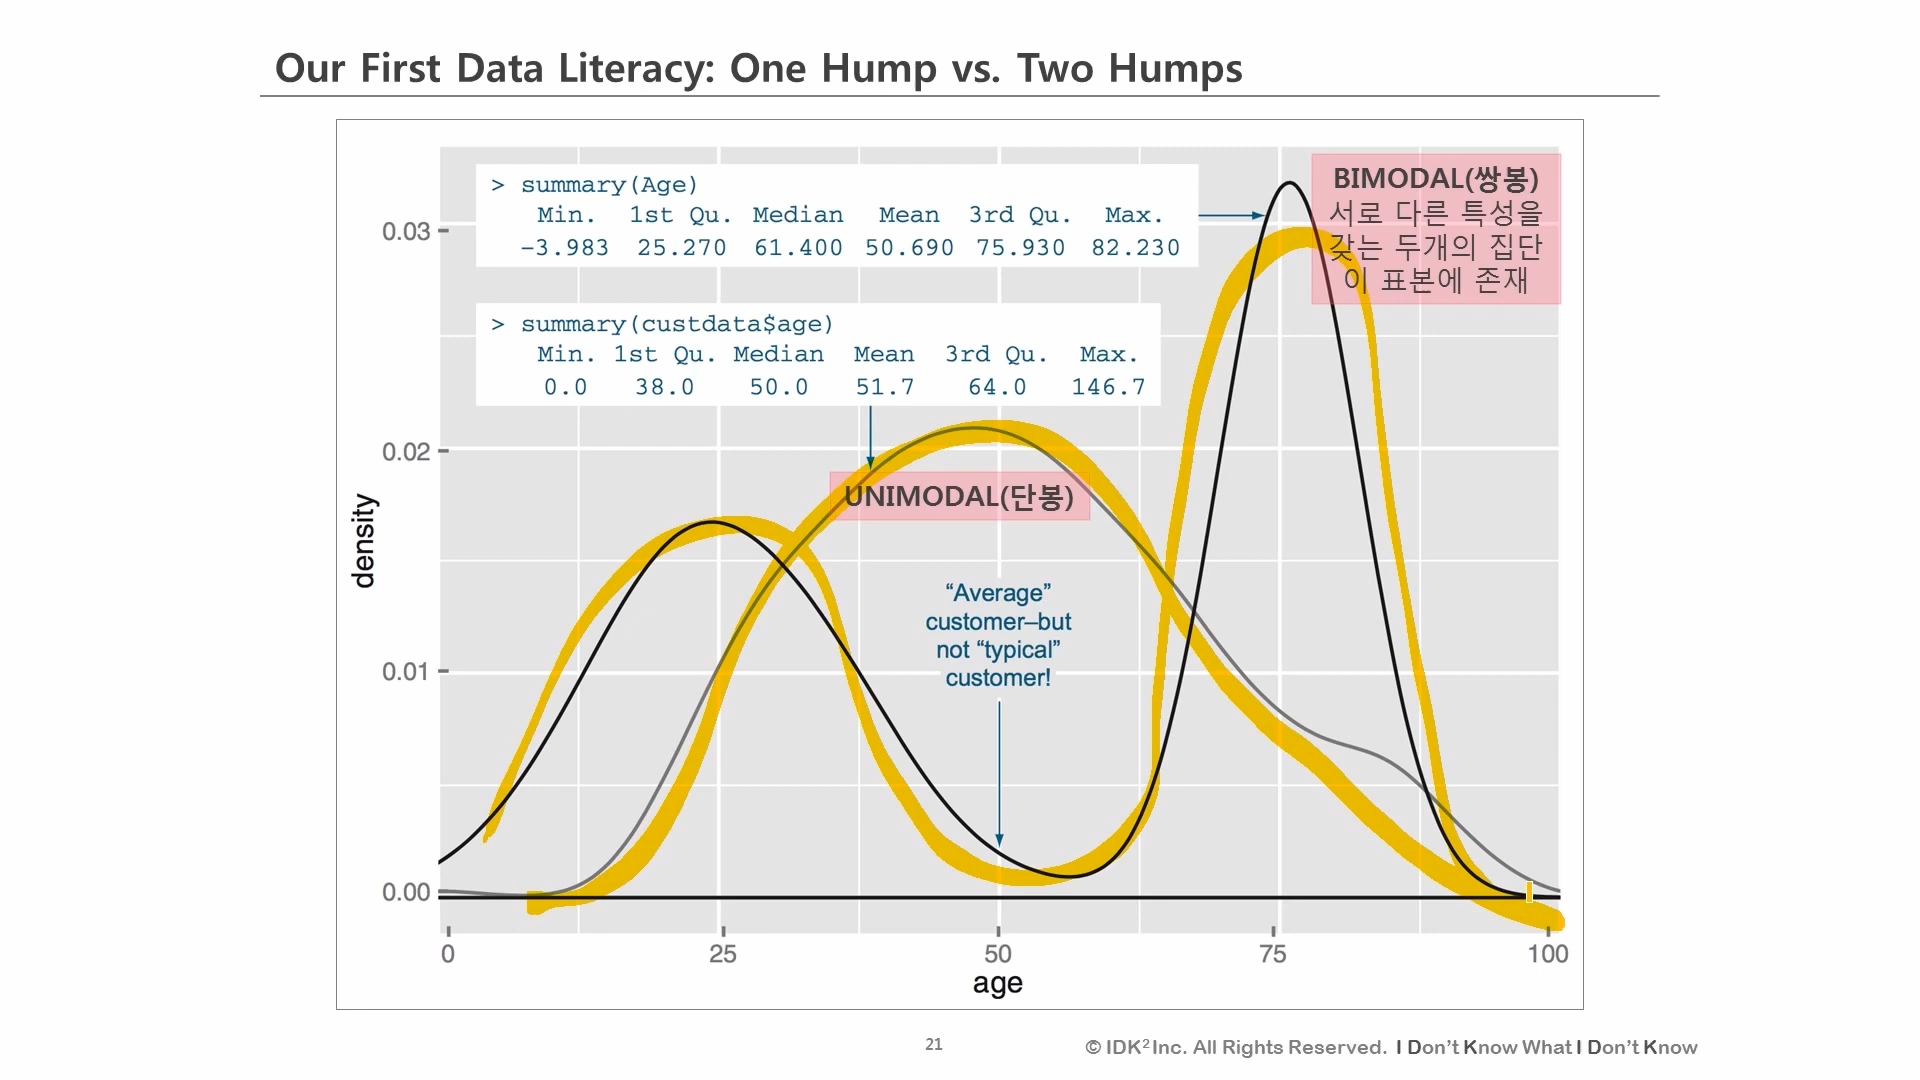 Our First Data Literacy: One Hump vs. Two Humps
> summary(Age)
Min. 1st Qu. Median Mean 3rd Qu. Max.
−3.983 25.270 61.400 50.690 75.930 82.230
BIMODAL(쌍봉)
서로 다른 특성을
갖는 두개의 집단
이 표본에 존재
> summary(custdata$age)
Min. 1st Qu. Median Mean 3rd Qu. Max.
0.0 38.0 50.0 51.7 64.0 146.7
UNIMODAL(단봉)
“Average”
customer–but
not “typical”
customer!
density
0.03
0.02
0.01
0.00
0 25 50 75 100
age
21
© IDK² Inc. All Rights Reserved. I Don’t Know What I Don’t Know